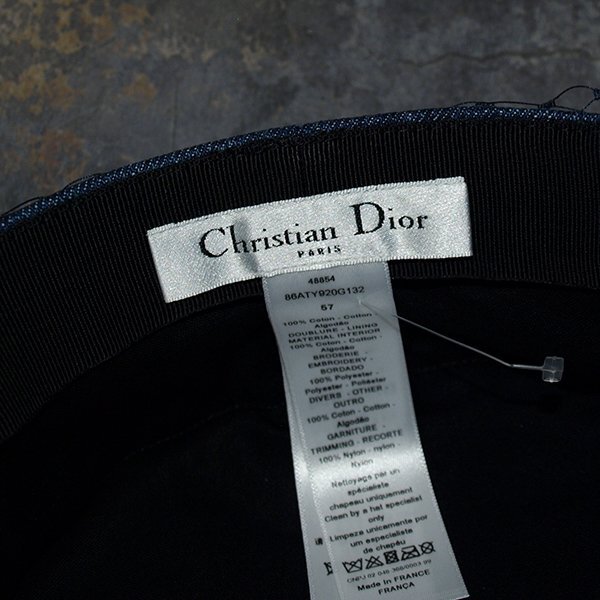 Christian Dior
PARIS
48854
86ATY920G132
57
100% Coton - Cotton
Algodão
DOUBLURE - LINING
MATERIAL INTERIOR
100% Coton - Cotton
Algodão
BRODERIE -
EMBROIDERY -
BORDADO
100% Polyester -
Polyester - Poliéster
DIVERS - OTHER -
OUTRO
100% Coton - Cotton -
Algodão -
GARNITURE -
TRIMMING - RECORTE
100% Nylon - nylon -
Nylon
Nettoyage par un
spécialiste
chapeau uniquement
Clean by a hat specialist
only
Limpeza unicamente por
um especialista
de chapéu
Made in FRANCE
FRANÇA